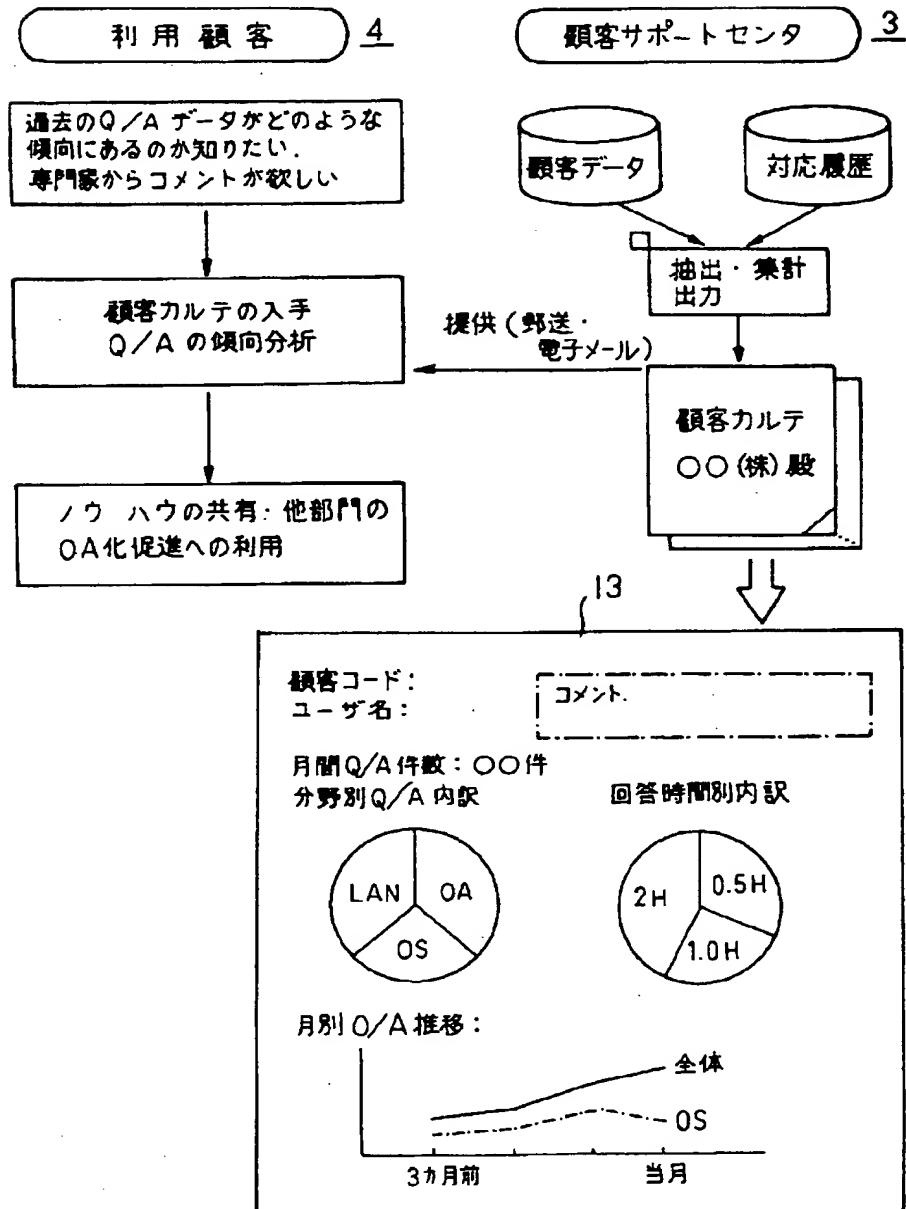 利用顧客 4
過去のQ/Aデータがどのような
傾向にあるのか知りたい.
専門家からコメントが欲しい
顧客カルテの入手
Q/Aの傾向分析
ノウハウの共有・他部門の
OA化促進への利用
顧客サポートセンタ 3
顧客データ
対応履歴
抽出・集計
出力
提供(郵送・
電子メール)
顧客カルテ
○○(株)殿
13
顧客コード:
ユーザ名:
コメント.
月間Q/A件数:○○件
分野別Q/A内訳
LAN
OA
OS
回答時間別内訳
2H
0.5H
1.0H
月別O/A推移:
全体
OS
3ヵ月前
当月